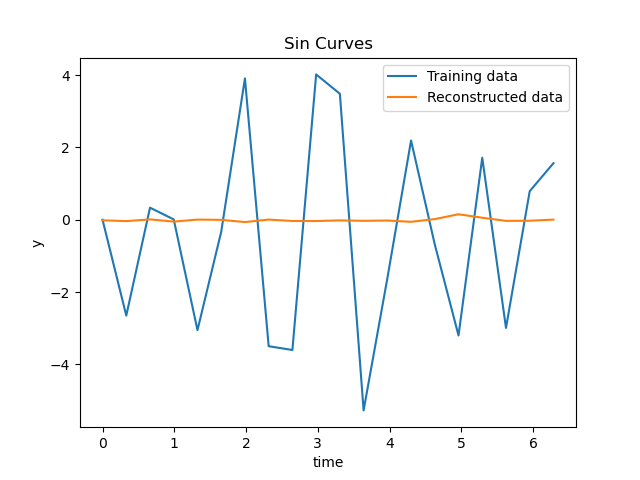 Sin Curves
Training data
Reconstructed data
4
2
0
−2
−4
y
0 1 2 3 4 5 6
time